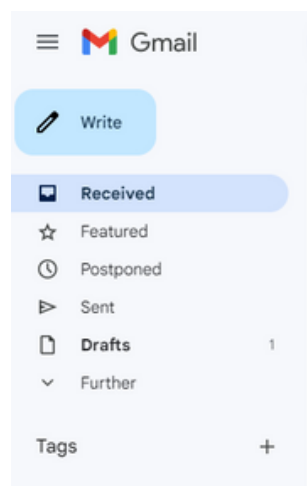 Gmail
Write
Received
Featured
Postponed
Sent
Drafts 1
Further
Tags +